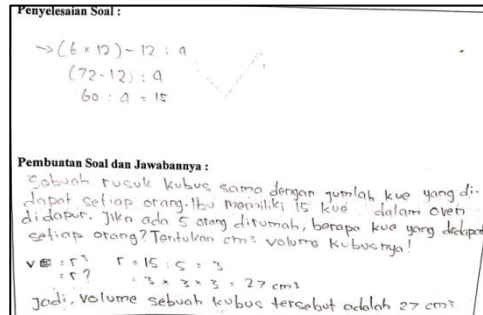 Penyelesaian Soal :
→ (6 × 12) - 12 : 4
(72 - 12) : 4
60 : 4 = 15
Pembuatan Soal dan Jawabannya :
Sebuah rusuk kubus sama dengan jumlah kue yang di-
dapat setiap orang. Ibu memiliki 15 kue dalam oven
didapur. Jika ada 5 orang dirumah, berapa kue yang didapat
setiap orang? Tentukan cm³ volume kubusnya!
V = r³ r = 15 : 5 = 3
= r? = 3 × 3 × 3 = 27 cm³
Jadi, volume sebuah kubus tersebut adalah 27 cm³